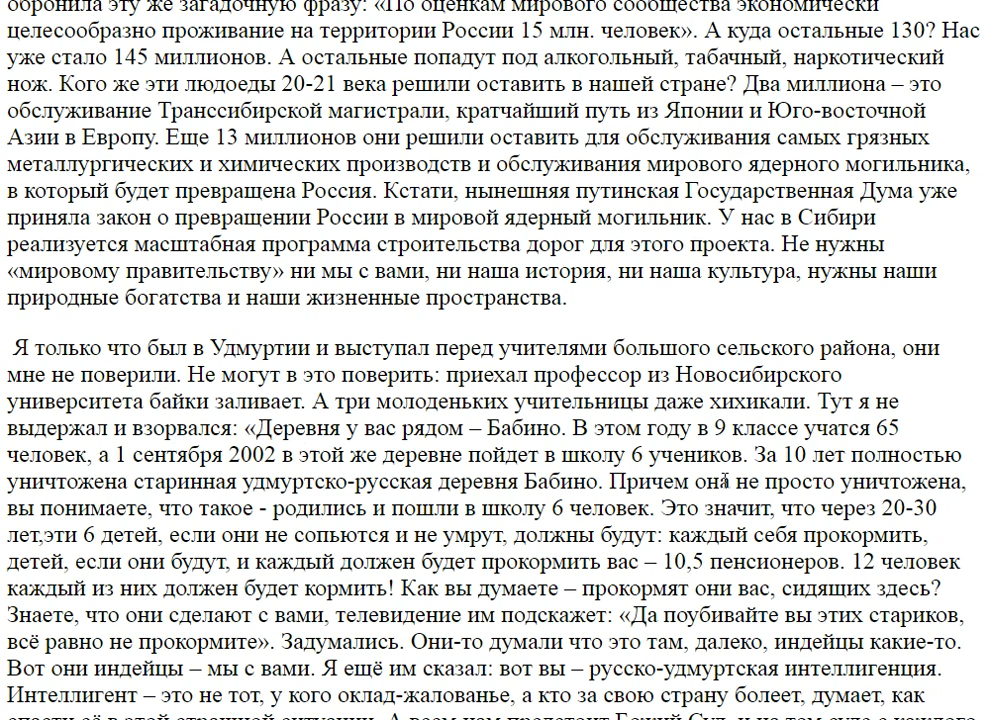 обронила эту же загадочную фразу: «По оценкам мирового сообщества экономически
целесообразно проживание на территории России 15 млн. человек». А куда остальные 130? Нас
уже стало 145 миллионов. А остальные попадут под алкогольный, табачный, наркотический
нож. Кого же эти людоеды 20-21 века решили оставить в нашей стране? Два миллиона – это
обслуживание Транссибирской магистрали, кратчайший путь из Японии и Юго-восточной
Азии в Европу. Еще 13 миллионов они решили оставить для обслуживания самых грязных
металлургических и химических производств и обслуживания мирового ядерного могильника,
в который будет превращена Россия. Кстати, нынешняя путинская Государственная Дума уже
приняла закон о превращении России в мировой ядерный могильник. У нас в Сибири
реализуется масштабная программа строительства дорог для этого проекта. Не нужны
«мировому правительству» ни мы с вами, ни наша история, ни наша культура, нужны наши
природные богатства и наши жизненные пространства.
Я только что был в Удмуртии и выступал перед учителями большого сельского района, они
мне не поверили. Не могут в это поверить: приехал профессор из Новосибирского
университета байки заливает. А три молоденьких учительницы даже хихикали. Тут я не
выдержал и взорвался: «Деревня у вас рядом – Бабино. В этом году в 9 классе учатся 65
человек, а 1 сентября 2002 в этой же деревне пойдет в школу 6 учеников. За 10 лет полностью
уничтожена старинная удмуртско-русская деревня Бабино. Причем она не просто уничтожена,
вы понимаете, что такое - родились и пошли в школу 6 человек. Это значит, что через 20-30
лет,эти 6 детей, если они не сопьются и не умрут, должны будут: каждый себя прокормить,
детей, если они будут, и каждый должен будет прокормить вас – 10,5 пенсионеров. 12 человек
каждый из них должен будет кормить! Как вы думаете – прокормят они вас, сидящих здесь?
Знаете, что они сделают с вами, телевидение им подскажет: «Да поубивайте вы этих стариков,
всё равно не прокормите». Задумались. Они-то думали что это там, далеко, индейцы какие-то.
Вот они индейцы – мы с вами. Я ещё им сказал: вот вы – русско-удмуртская интеллигенция.
Интеллигент – это не тот, у кого оклад-жалованье, а кто за свою страну болеет, думает, как
спасти её в этой страшной ситуации. А всем нам предстоит Божий Суд, и на том суде с каждого